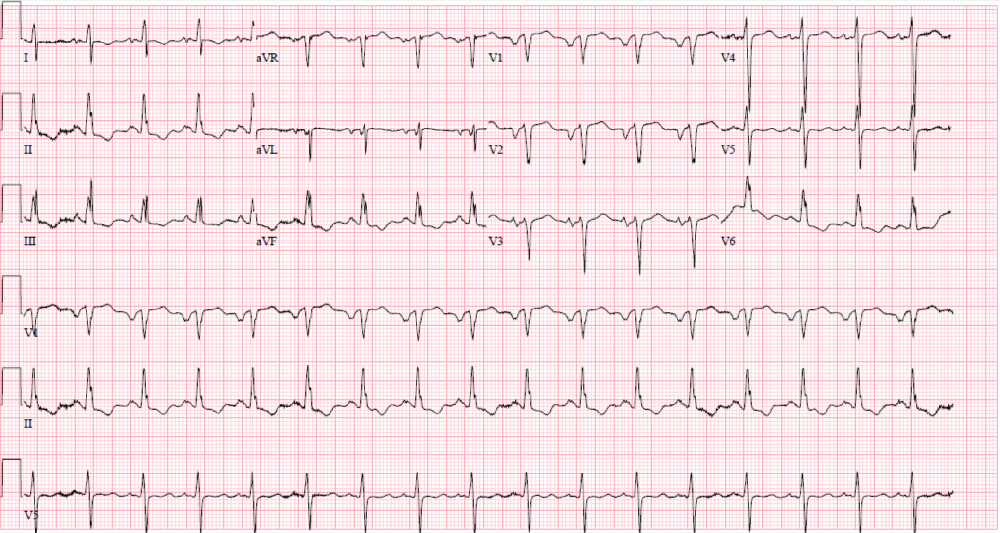 I aVR V1 V4
II aVL V2 V5
III aVF V3 V6
V1
II
V5